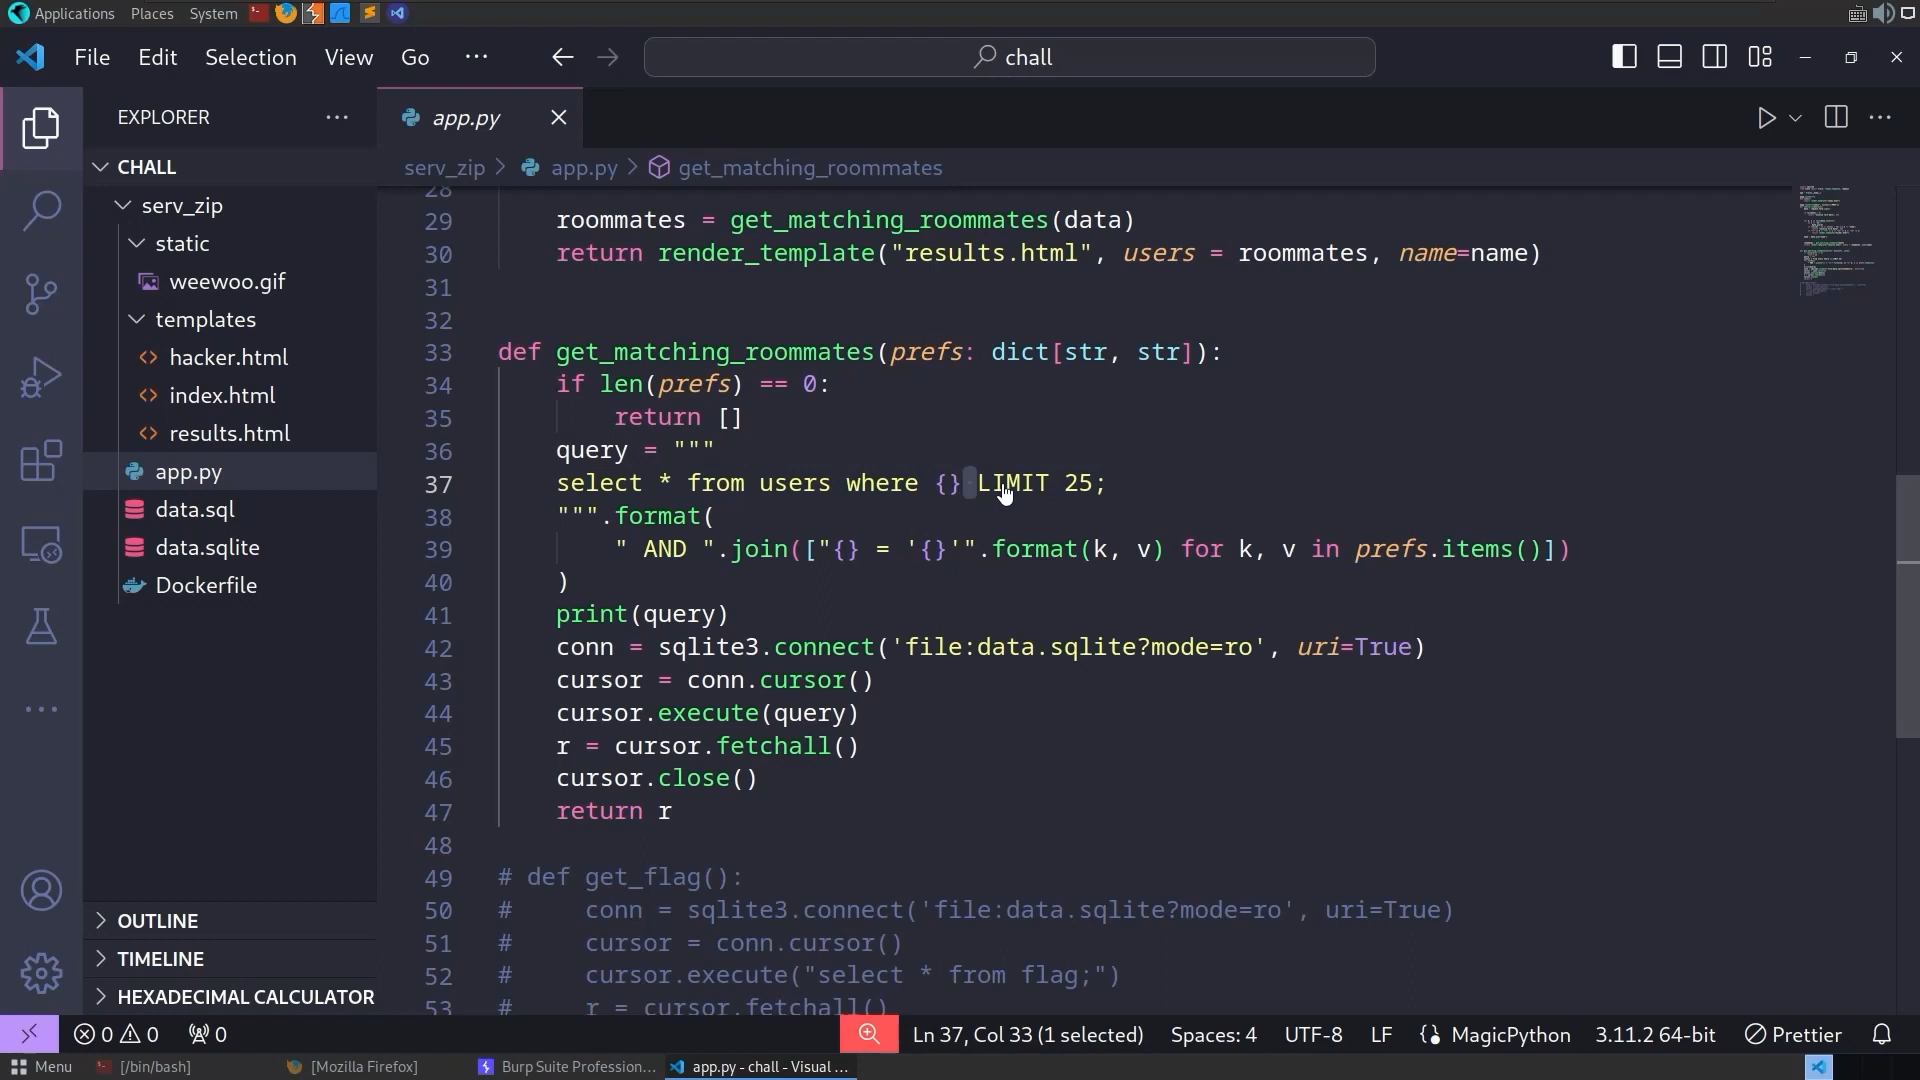 Applications Places System
File Edit Selection View Go ···
chall
EXPLORER ···
app.py
CHALL
serv_zip
static
weewoo.gif
templates
hacker.html
index.html
results.html
app.py
data.sql
data.sqlite
Dockerfile
OUTLINE
TIMELINE
HEXADECIMAL CALCULATOR
serv_zip > app.py > get_matching_roommates
28
29 roommates = get_matching_roommates(data)
30 return render_template("results.html", users = roommates, name=name)
31
32
33 def get_matching_roommates(prefs: dict[str, str]):
34 if len(prefs) == 0:
35 return []
36 query = """
37 select * from users where {} LIMIT 25;
38 """.format(
39 " AND ".join(["{} = '{}'".format(k, v) for k, v in prefs.items()])
40 )
41 print(query)
42 conn = sqlite3.connect('file:data.sqlite?mode=ro', uri=True)
43 cursor = conn.cursor()
44 cursor.execute(query)
45 r = cursor.fetchall()
46 cursor.close()
47 return r
48
49 # def get_flag():
50 # conn = sqlite3.connect('file:data.sqlite?mode=ro', uri=True)
51 # cursor = conn.cursor()
52 # cursor.execute("select * from flag;")
53 # r = cursor.fetchall()
0 0 0 Ln 37, Col 33 (1 selected) Spaces: 4 UTF-8 LF MagicPython 3.11.2 64-bit Prettier
Menu [/bin/bash] [Mozilla Firefox] Burp Suite Profession... app.py - chall - Visual ...